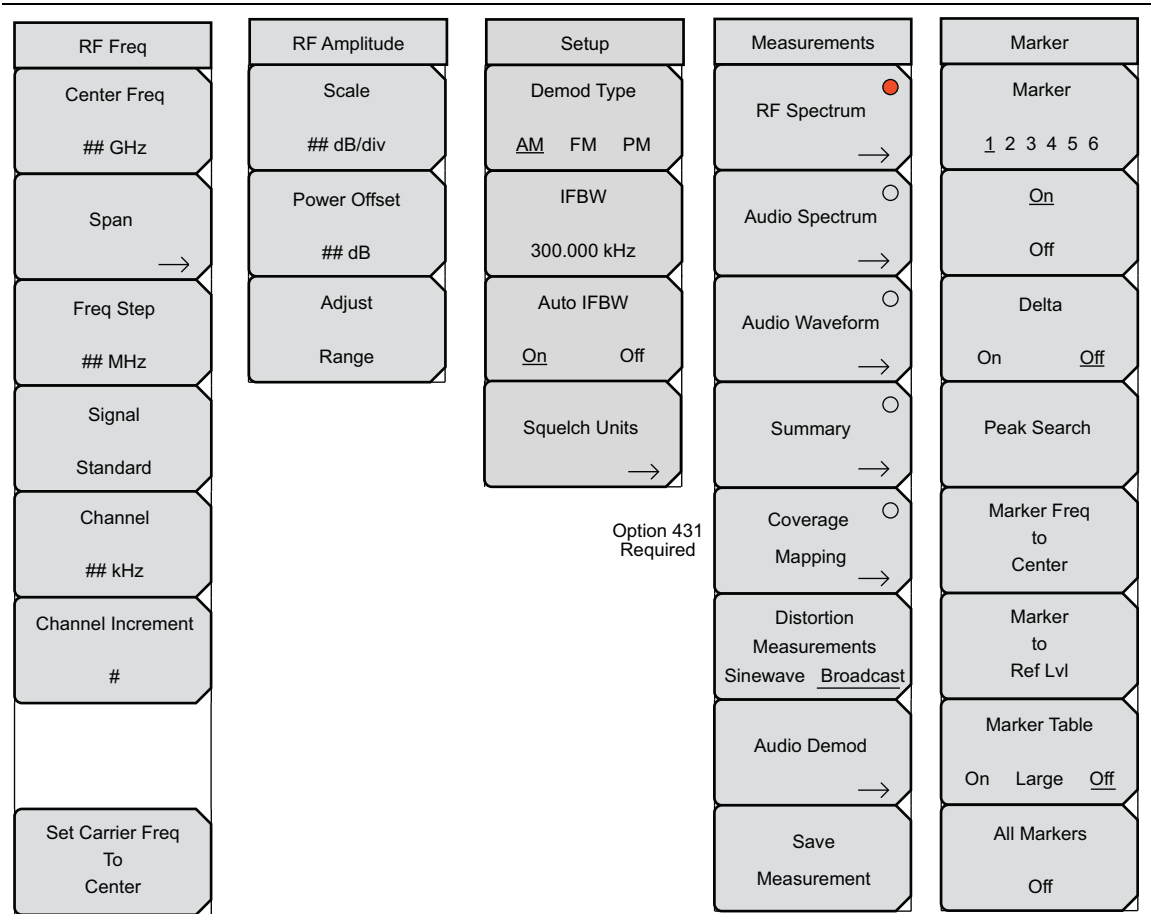 RF Freq
Center Freq
## GHz
Span
Freq Step
## MHz
Signal
Standard
Channel
## kHz
Channel Increment
#
Set Carrier Freq
To
Center
RF Amplitude
Scale
## dB/div
Power Offset
## dB
Adjust
Range
Setup
Demod Type
AM FM PM
IFBW
300.000 kHz
Auto IFBW
On Off
Squelch Units
Option 431
Required
Measurements
RF Spectrum
Audio Spectrum
Audio Waveform
Summary
Coverage
Mapping
Distortion
Measurements
Sinewave Broadcast
Audio Demod
Save
Measurement
Marker
Marker
1 2 3 4 5 6
On
Off
Delta
On Off
Peak Search
Marker Freq
to
Center
Marker
to
Ref Lvl
Marker Table
On Large Off
All Markers
Off